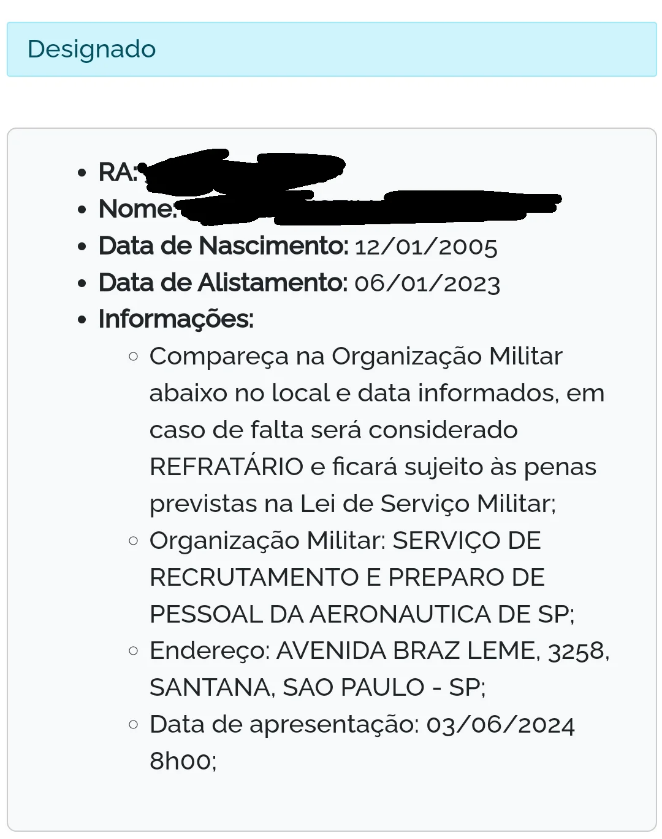 Designado
RA:
Nome:
Data de Nascimento: 12/01/2005
Data de Alistamento: 06/01/2023
Informações:
Compareça na Organização Militar
abaixo no local e data informados, em
caso de falta será considerado
REFRATÁRIO e ficará sujeito às penas
previstas na Lei de Serviço Militar;
Organização Militar: SERVIÇO DE
RECRUTAMENTO E PREPARO DE
PESSOAL DA AERONAUTICA DE SP;
Endereço: AVENIDA BRAZ LEME, 3258,
SANTANA, SAO PAULO - SP;
Data de apresentação: 03/06/2024
8h00;